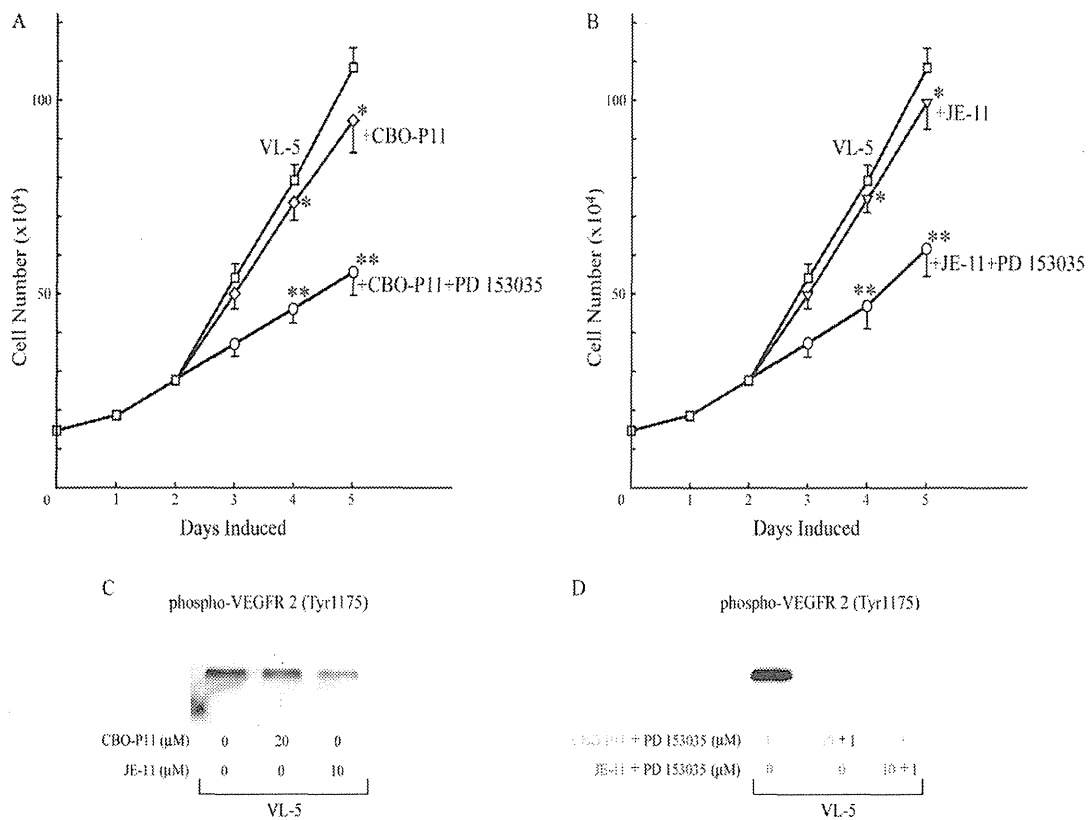 A
B
100
50
0
1
2
3
4
5
VL-5
*
+CBO-P11
*
**
**
+CBO-P11+PD 153035
Cell Number (x10⁴)
Days Induced
100
50
0
1
2
3
4
5
VL-5
*
+JE-11
*
**
**
+JE-11+PD 153035
Cell Number (x10⁴)
Days Induced
C
phospho-VEGFR 2 (Tyr1175)
CBO-P11 (μM) 0 20 0
JE-11 (μM) 0 0 10
VL-5
D
phospho-VEGFR 2 (Tyr1175)
+ PD 153035 (μM) + 1
JE-11 + PD 153035 (μM) 0 0 10 + 1
VL-5